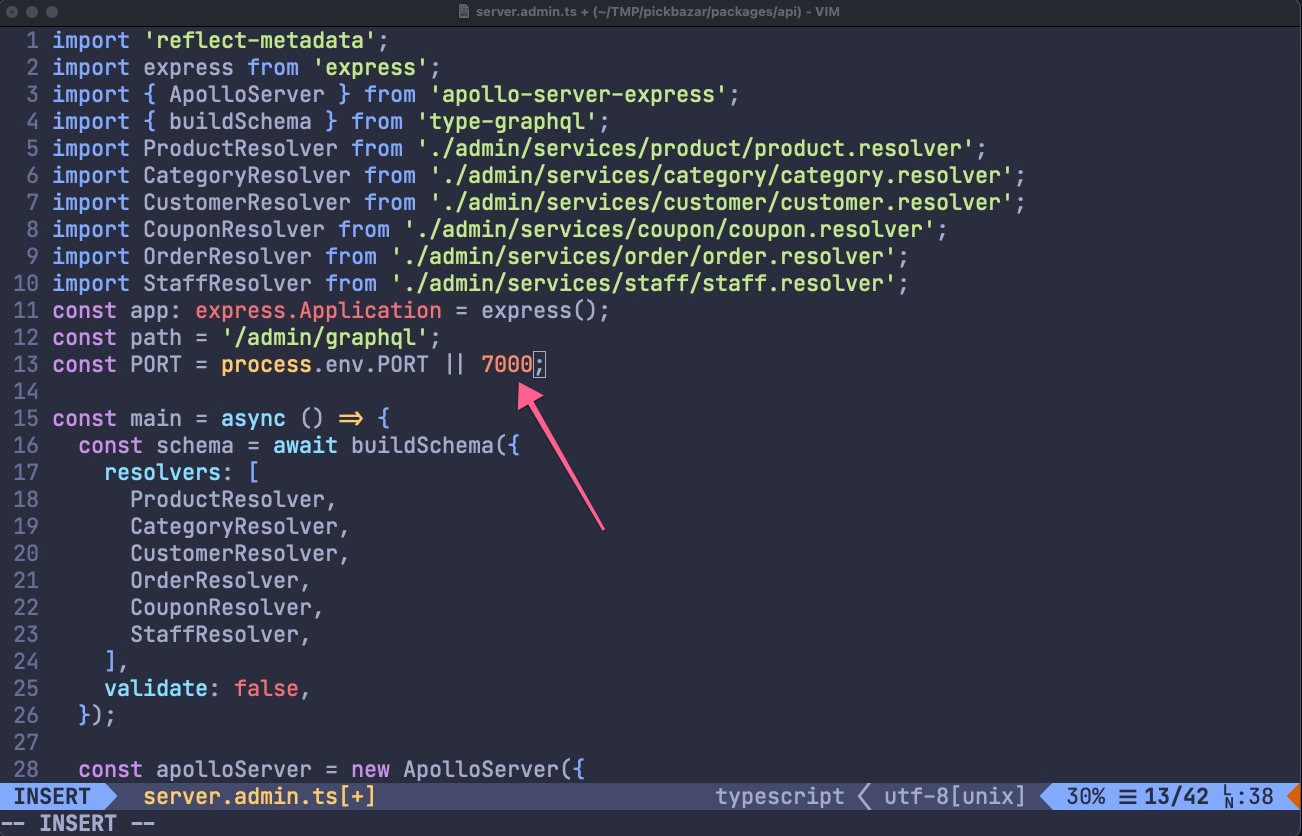 server.admin.ts + (~/TMP/pickbazar/packages/api) - VIM
1 import 'reflect-metadata';
2 import express from 'express';
3 import { ApolloServer } from 'apollo-server-express';
4 import { buildSchema } from 'type-graphql';
5 import ProductResolver from './admin/services/product/product.resolver';
6 import CategoryResolver from './admin/services/category/category.resolver';
7 import CustomerResolver from './admin/services/customer/customer.resolver';
8 import CouponResolver from './admin/services/coupon/coupon.resolver';
9 import OrderResolver from './admin/services/order/order.resolver';
10 import StaffResolver from './admin/services/staff/staff.resolver';
11 const app: express.Application = express();
12 const path = '/admin/graphql';
13 const PORT = process.env.PORT || 7000;
14
15 const main = async () => {
16   const schema = await buildSchema({
17     resolvers: [
18       ProductResolver,
19       CategoryResolver,
20       CustomerResolver,
21       OrderResolver,
22       CouponResolver,
23       StaffResolver,
24     ],
25     validate: false,
26   });
27
28   const apolloServer = new ApolloServer({
INSERT server.admin.ts[+] typescript utf-8[unix] 30% ☰ 13/42 ␤:38
-- INSERT --